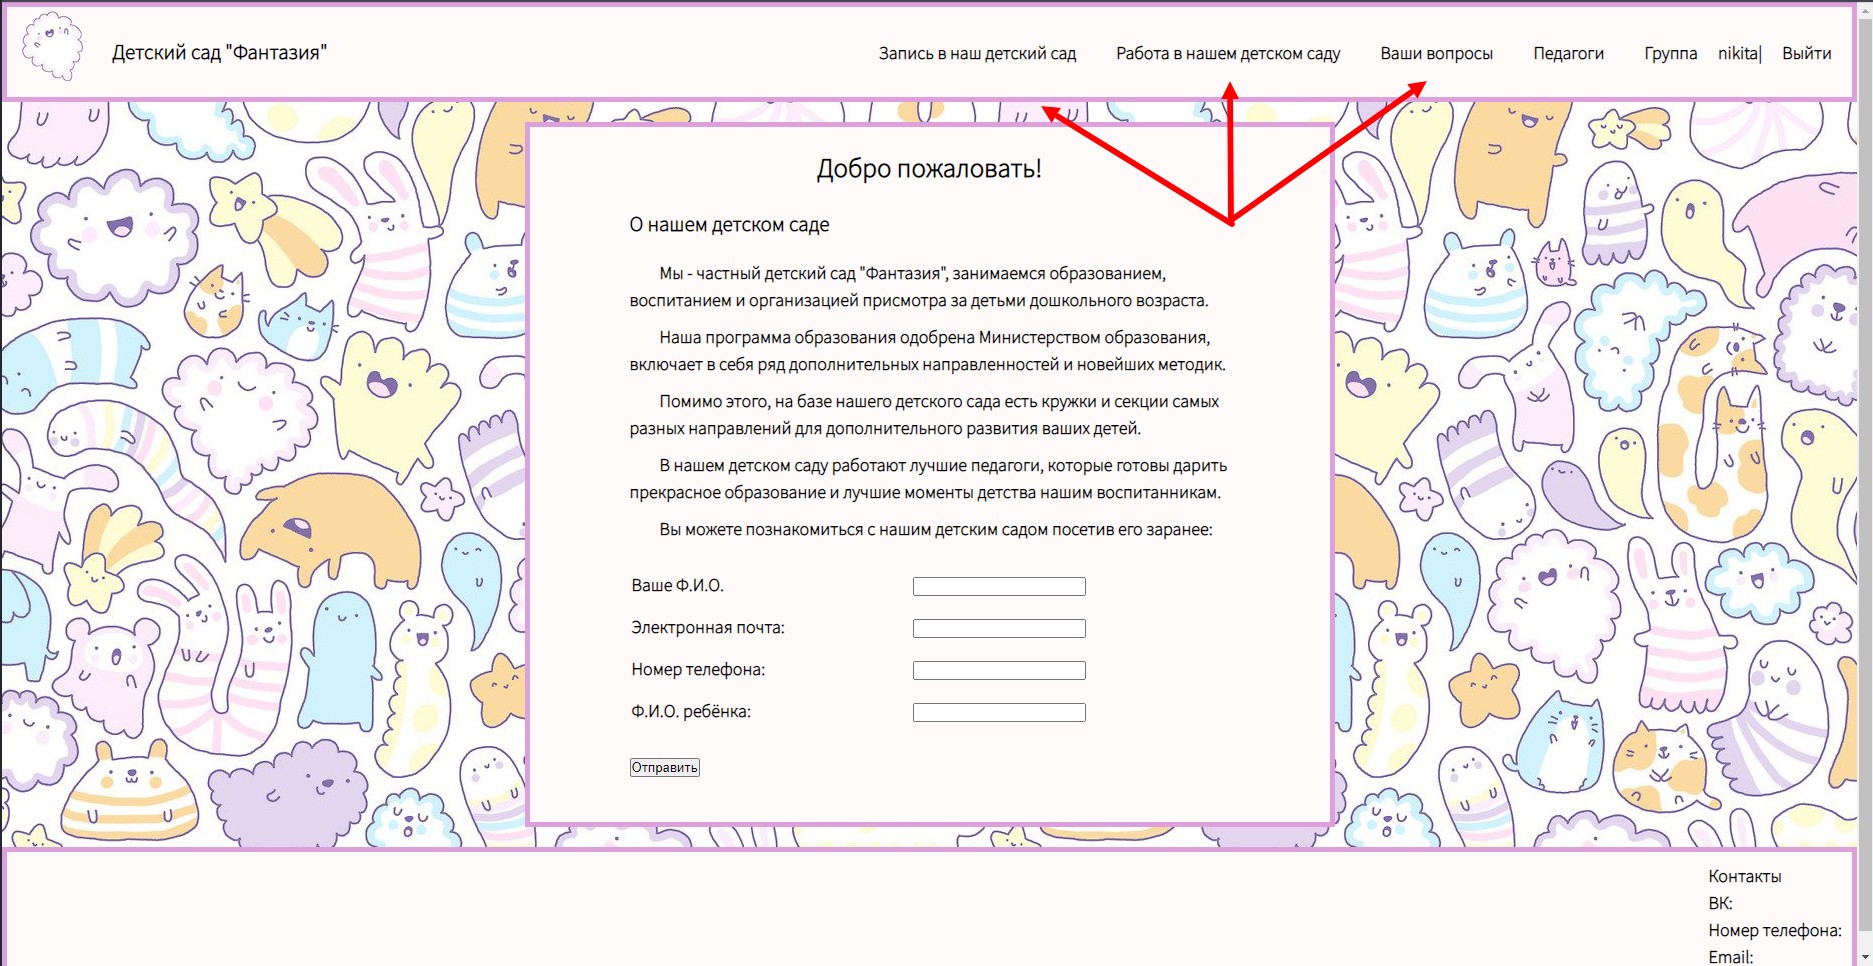 Детский сад "Фантазия"
Запись в наш детский сад
Работа в нашем детском саду
Ваши вопросы
Педагоги
Группа
nikita|
Выйти
Добро пожаловать!
О нашем детском саде
Мы - частный детский сад "Фантазия", занимаемся образованием,
воспитанием и организацией присмотра за детьми дошкольного возраста.
Наша программа образования одобрена Министерством образования,
включает в себя ряд дополнительных направленностей и новейших методик.
Помимо этого, на базе нашего детского сада есть кружки и секции самых
разных направлений для дополнительного развития ваших детей.
В нашем детском саду работают лучшие педагоги, которые готовы дарить
прекрасное образование и лучшие моменты детства нашим воспитанникам.
Вы можете познакомиться с нашим детским садом посетив его заранее:
Ваше Ф.И.О.
Электронная почта:
Номер телефона:
Ф.И.О. ребёнка:
Отправить
Контакты
ВК:
Номер телефона:
Email: